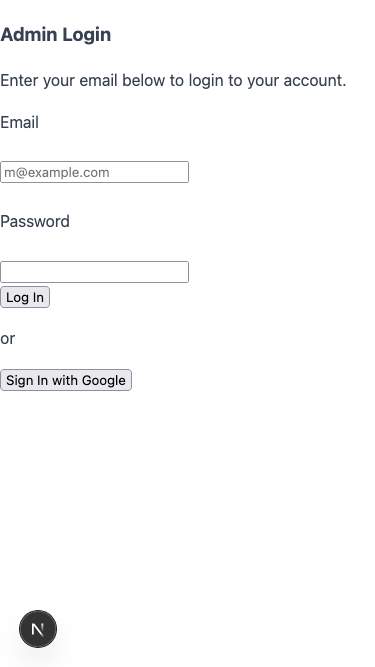 Admin Login
Enter your email below to login to your account.
Email
m@example.com
Password
Log In
or
Sign In with Google
N